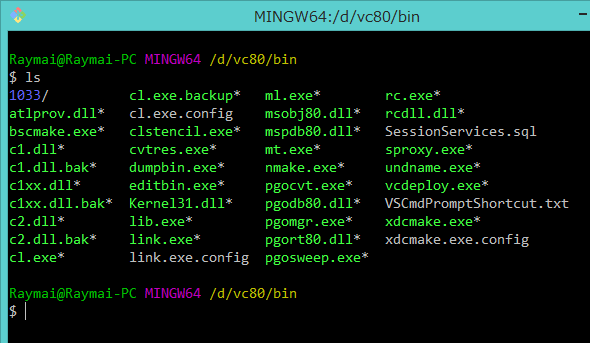 MINGW64:/d/vc80/bin
Raymai@Raymai-PC MINGW64 /d/vc80/bin
$ ls
1033/ cl.exe.backup* ml.exe* rc.exe*
atlprov.dll* cl.exe.config msobj80.dll* rcdll.dll*
bscmake.exe* clstencil.exe* mspdb80.dll* SessionServices.sql
c1.dll* cvtres.exe* mt.exe* sproxy.exe*
c1.dll.bak* dumpbin.exe* nmake.exe* undname.exe*
c1xx.dll* editbin.exe* pgocvt.exe* vcdeploy.exe*
c1xx.dll.bak* Kernel31.dll* pgodb80.dll* VSCmdPromptShortcut.txt
c2.dll* lib.exe* pgomgr.exe* xdcmake.exe*
c2.dll.bak* link.exe* pgort80.dll* xdcmake.exe.config
cl.exe* link.exe.config pgosweep.exe*
Raymai@Raymai-PC MINGW64 /d/vc80/bin
$